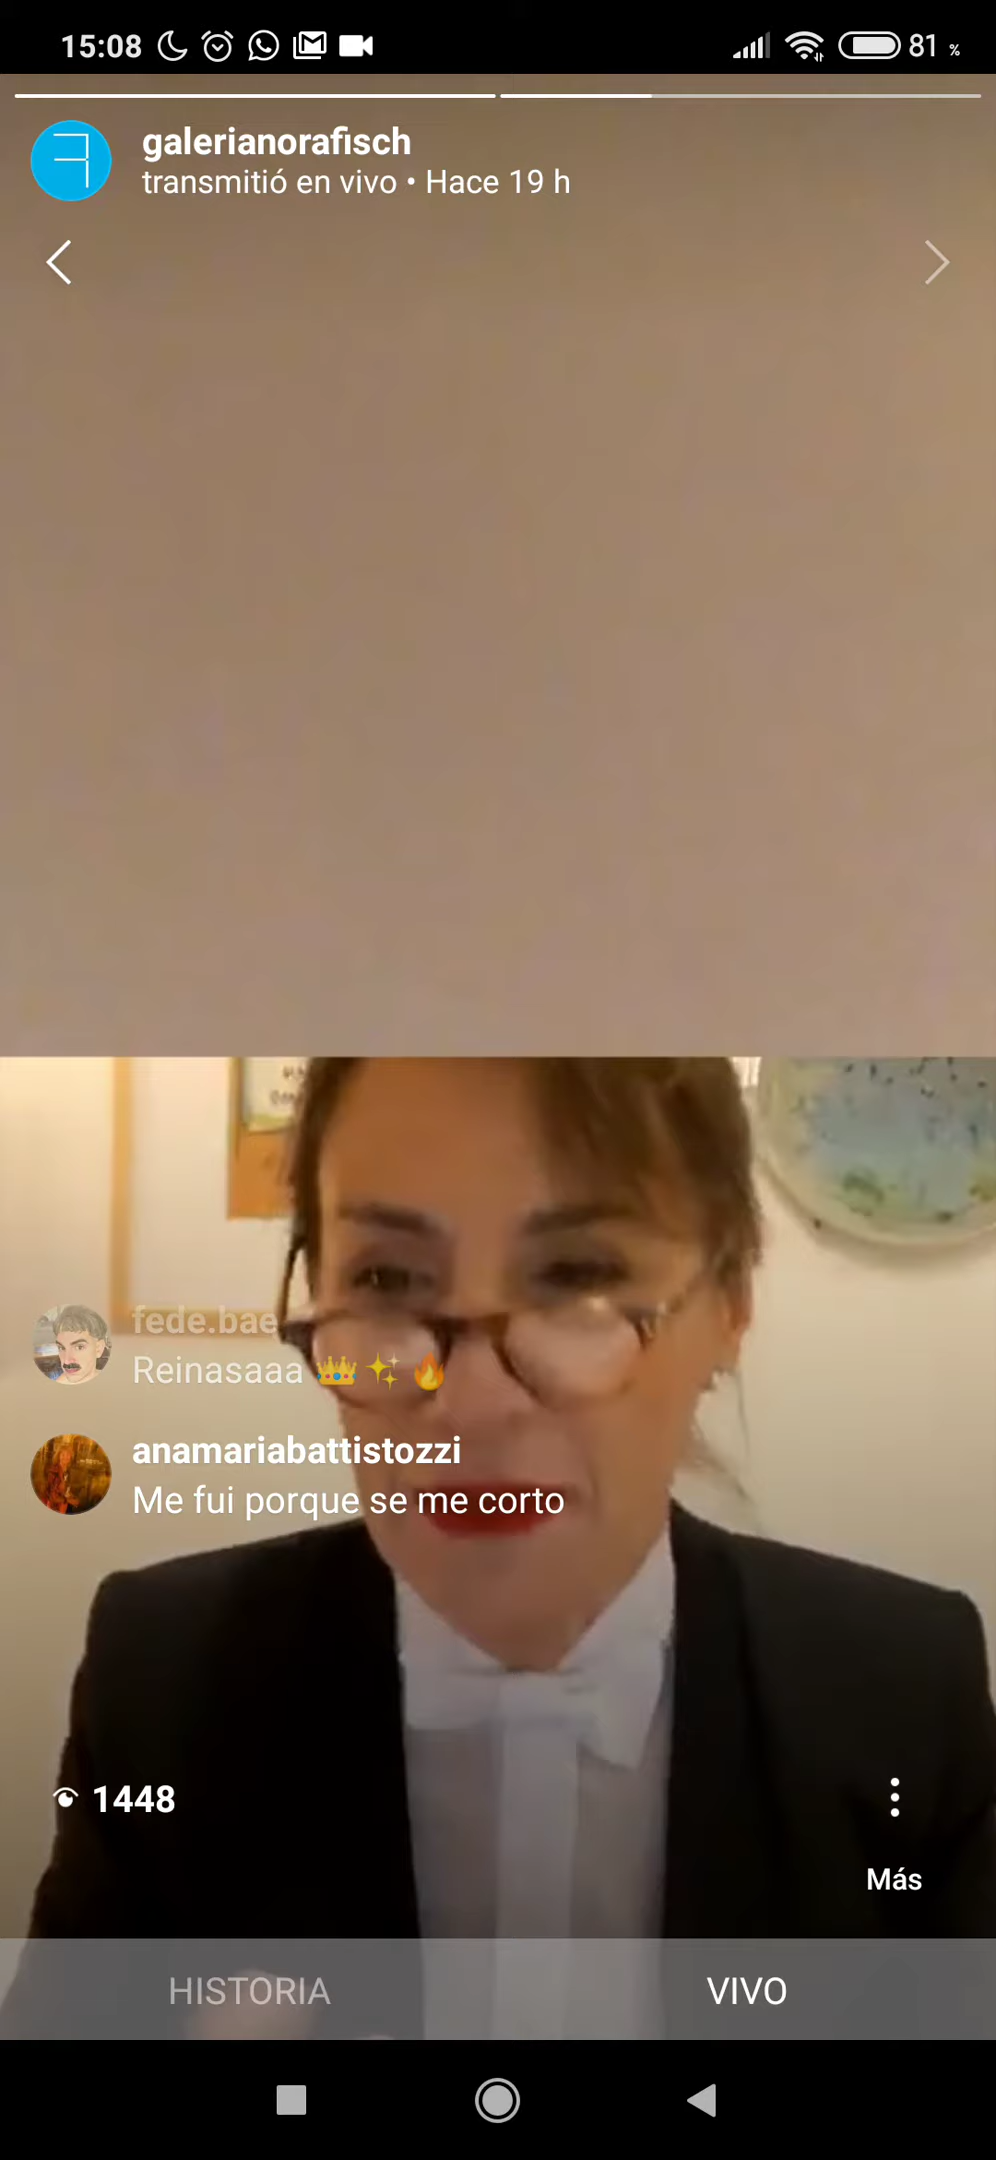 15:08
81 %
galerianorafisch
transmitió en vivo • Hace 19 h
fede.bae
Reinasaaa 👑✨🔥
anamariabattistozzi
Me fui porque se me corto
1448
Más
HISTORIA
VIVO